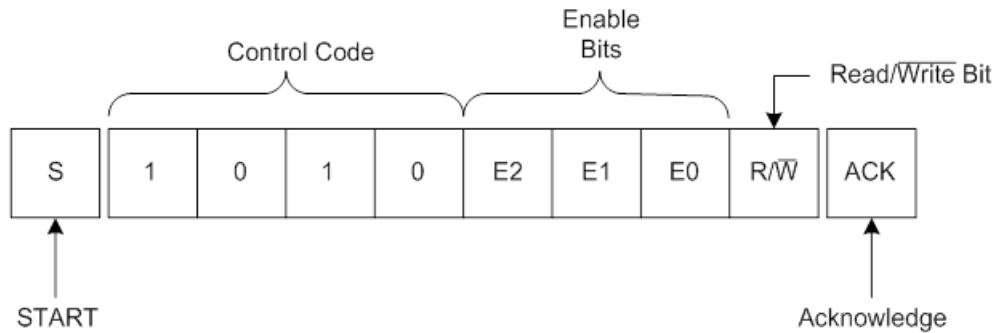 Enable
Bits
Control Code
Read/Write Bit
S 1 0 1 0 E2 E1 E0 R/W̅ ACK
START Acknowledge